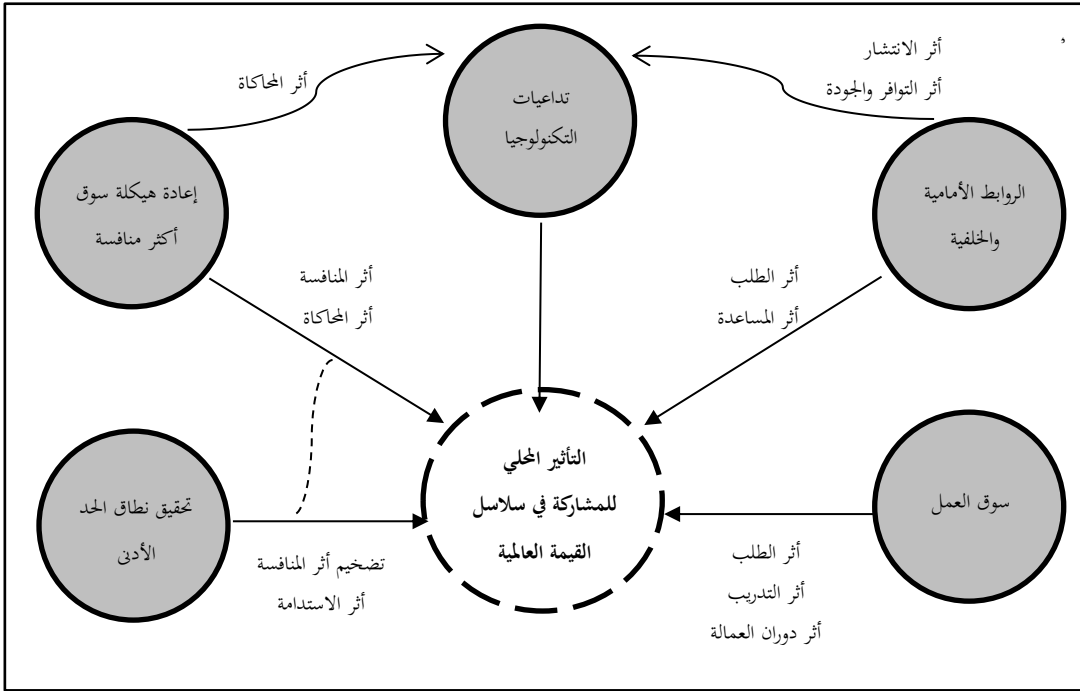 أثر الانتشار
أثر التوافر والجودة
أثر المحاكاة
تداعيات
التكنولوجيا
الروابط الأمامية
والخلفية
إعادة هيكلة سوق
أكثر منافسة
أثر الطلب
أثر المساعدة
أثر المنافسة
أثر المحاكاة
سوق العمل
التأثير المحلي
للمشاركة في سلاسل
القيمة العالمية
تحقيق نطاق الحد
الأدنى
أثر الطلب
أثر التدريب
أثر دوران العمالة
تضخيم أثر المنافسة
أثر الاستدامة